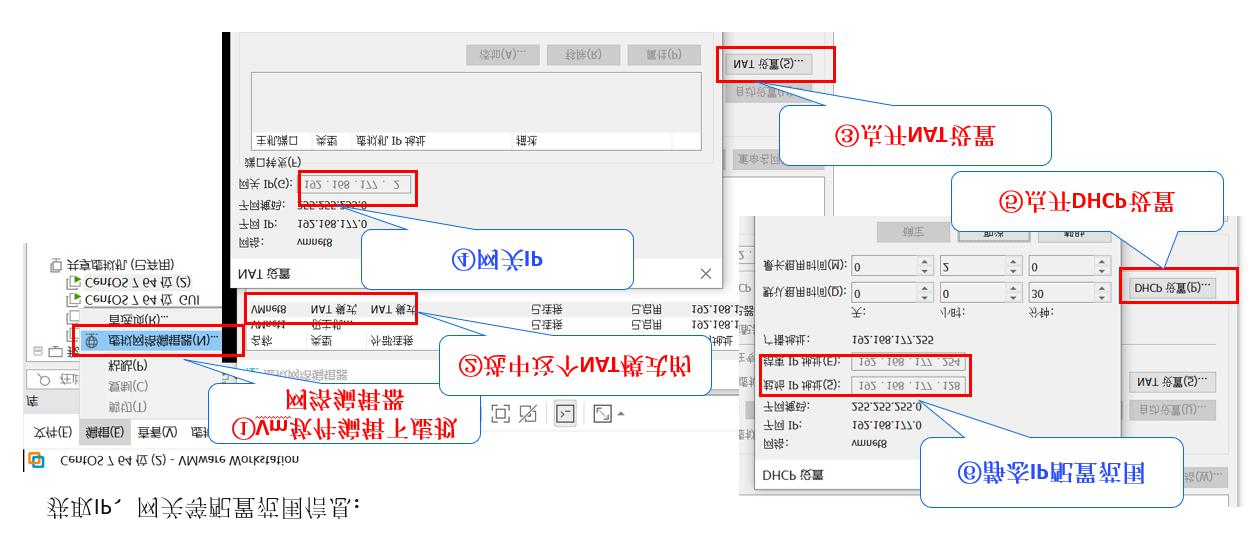 获取IP、网关等配置范围信息：
CentOS 7 64 位 (2) - VMware Workstation
文件(F)
编辑(E)
查看(V)
库
剪切(T)
复制(C)
粘贴(P)
虚拟网络编辑器(N)...
首选项(R)...
CentOS 7 64 位 GUI
CentOS 7 64 位 (2)
共享虚拟机 (已弃用)
①Vm软件编辑下虚拟
网络编辑器
虚拟网络编辑器
名称
类型
外部连接
VMnet8
NAT 模式
NAT 模式
已连接
已启用
192.168.1
②选中这个NAT模式的
NAT 设置
网络:
vmnet8
子网 IP:
192.168.177.0
子网掩码:
255.255.255.0
网关 IP(G):
192 . 168 . 177 . 2
④网关IP
端口转发(F)
主机端口
类型
虚拟机 IP 地址
描述
添加(A)...
移除(R)
属性(P)
自动设置(U)...
NAT 设置(S)...
③点开NAT设置
DHCP 设置
网络:
vmnet8
子网 IP:
192.168.177.0
子网掩码:
255.255.255.0
起始 IP 地址(S):
192 . 168 . 177 . 128
结束 IP 地址(E):
192 . 168 . 177 . 254
广播地址:
192.168.177.255
⑥静态IP配置范围
天:
小时:
分钟:
默认租用时间(D):
0
0
30
最长租用时间(M):
0
2
0
确定
取消
帮助
自动设置(U)...
NAT 设置(S)...
DHCP 设置(P)...
⑤点开DHCP设置